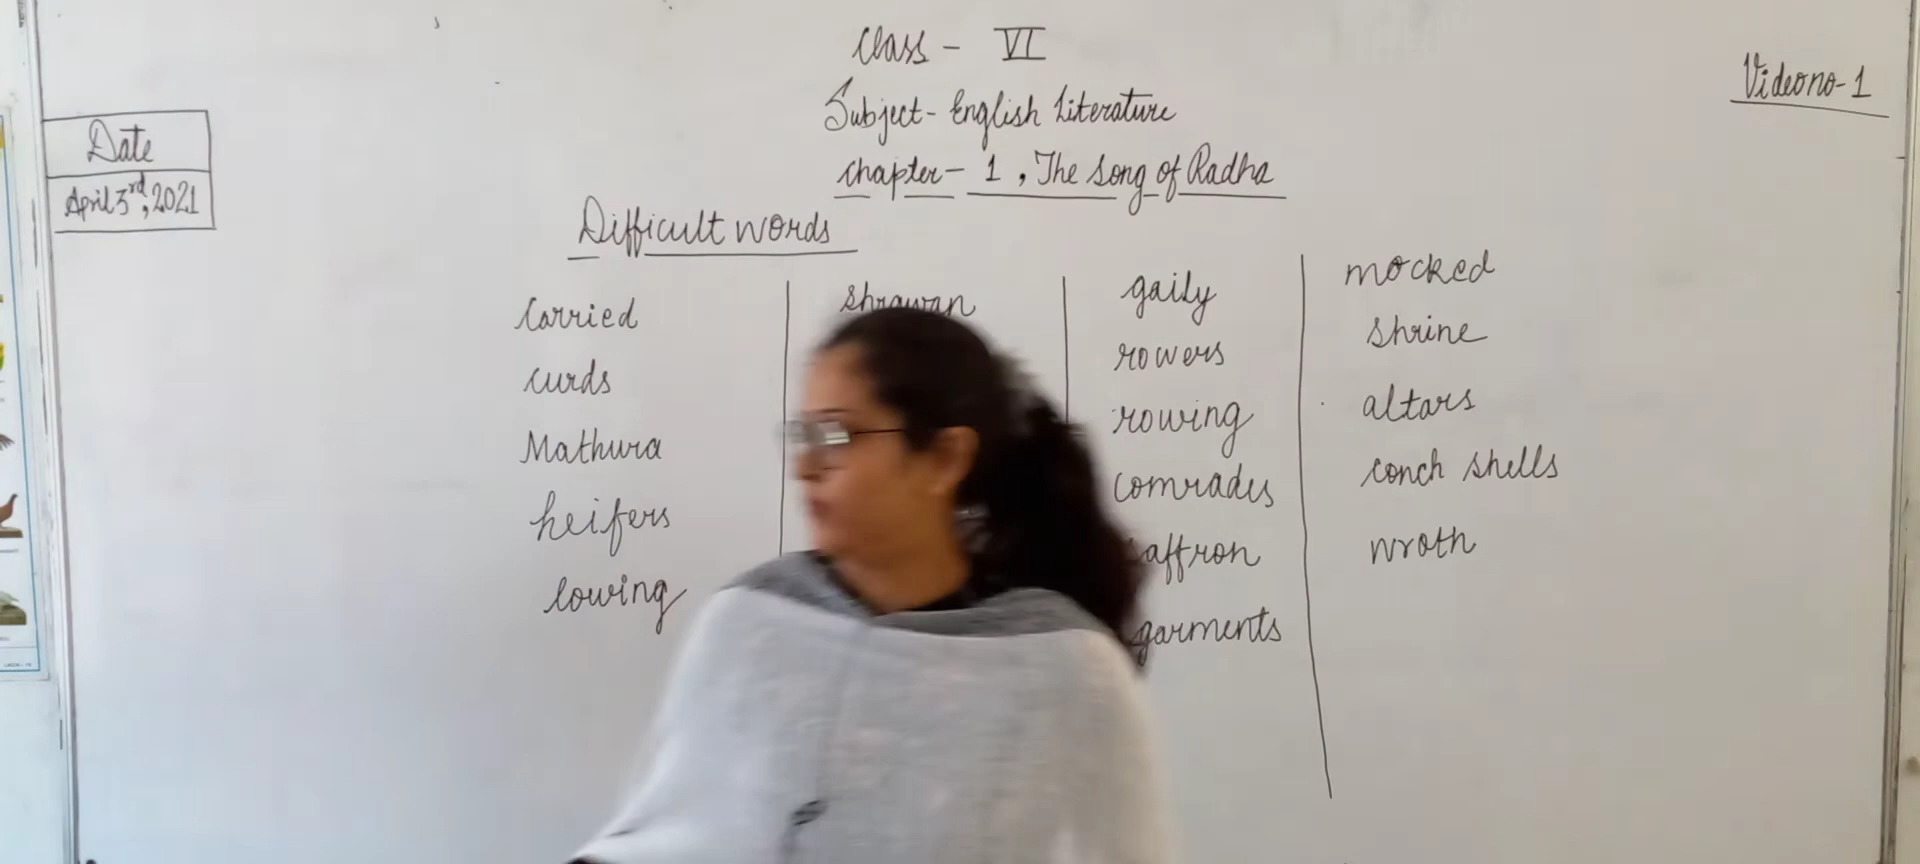 Class - VI
Subject - English Literature
Chapter - 1, The Song of Radha
Video no - 1
Date
April 3rd, 2021
Difficult words
Carried
curds
Mathura
heifers
lowing
Shrawan
gaily
rowers
rowing
comrades
saffron
garments
mocked
shrine
altars
conch shells
wroth